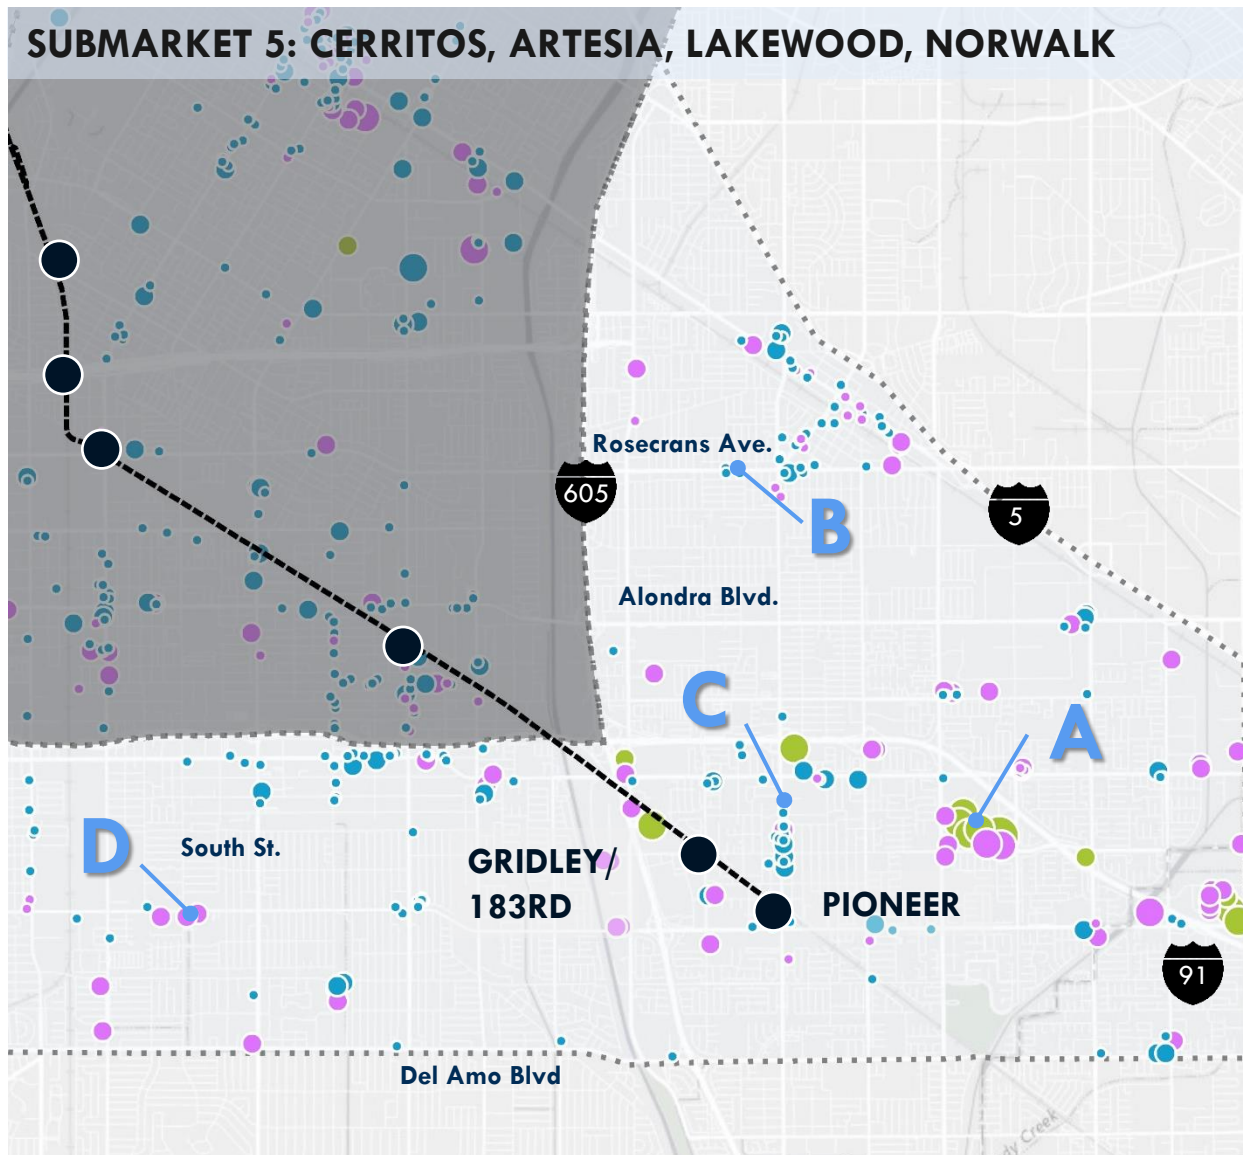 SUBMARKET 5: CERRITOS, ARTESIA, LAKEWOOD, NORWALK
Rosecrans Ave.
605
B
5
Alondra Blvd.
C
A
D
South St.
GRIDLEY/
183RD
PIONEER
91
Del Amo Blvd
Creek